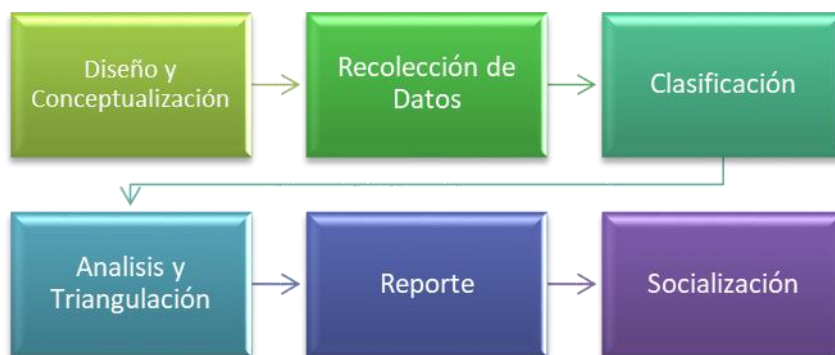 Diseño y
Conceptualización
Recolección de
Datos
Clasificación
Analisis y
Triangulación
Reporte
Socialización